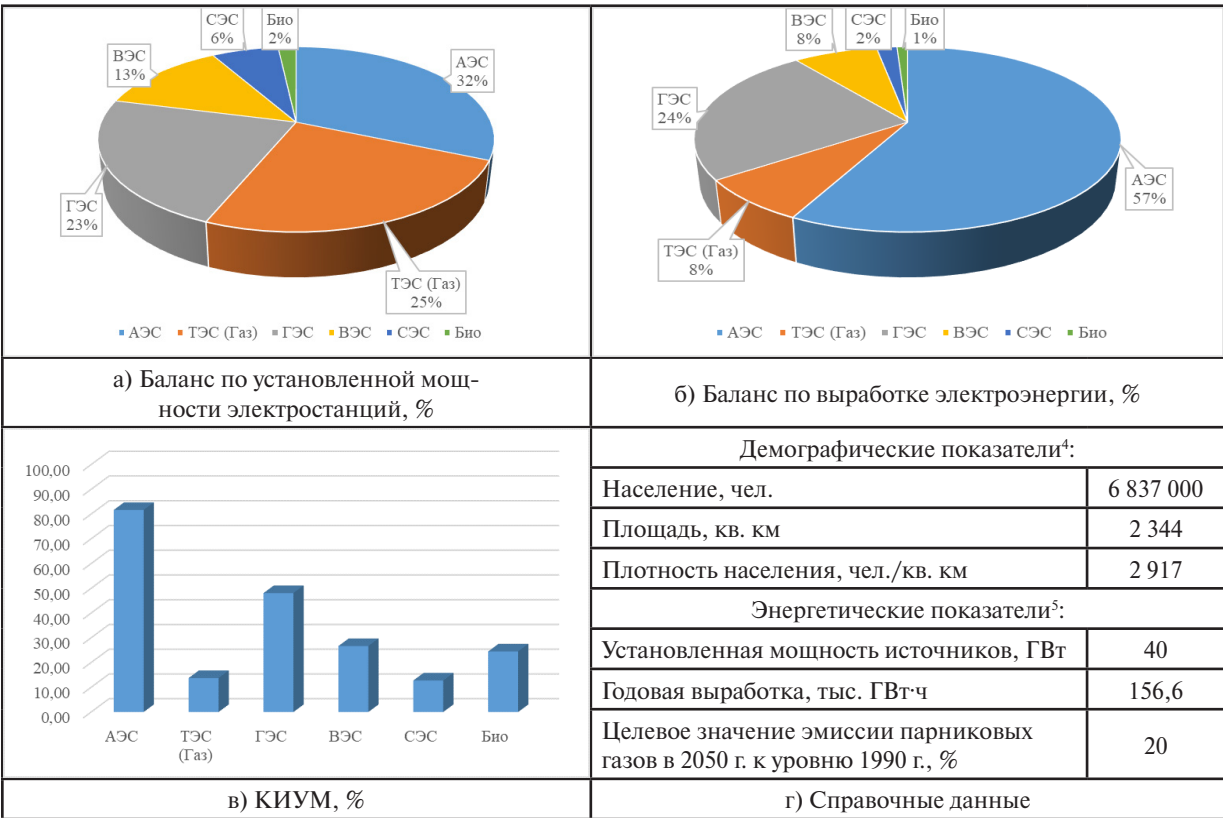 СЭС
6%
Био
2%
ВЭС
13%
АЭС
32%
ГЭС
23%
ТЭС (Газ)
25%
АЭС ТЭС (Газ) ГЭС ВЭС СЭС Био
ВЭС
8%
СЭС
2%
Био
1%
ГЭС
24%
АЭС
57%
ТЭС (Газ)
8%
АЭС ТЭС (Газ) ГЭС ВЭС СЭС Био
а) Баланс по установленной мощ-
ности электростанций, %
б) Баланс по выработке электроэнергии, %
100,00
90,00
80,00
70,00
60,00
50,00
40,00
30,00
20,00
10,00
0,00
АЭС ТЭС ГЭС ВЭС СЭС Био
(Газ)
Демографические показатели⁴:
Население, чел. 6 837 000
Площадь, кв. км 2 344
Плотность населения, чел./кв. км 2 917
Энергетические показатели⁵:
Установленная мощность источников, ГВт 40
Годовая выработка, тыс. ГВт·ч 156,6
Целевое значение эмиссии парниковых
газов в 2050 г. к уровню 1990 г., % 20
в) КИУМ, %
г) Справочные данные